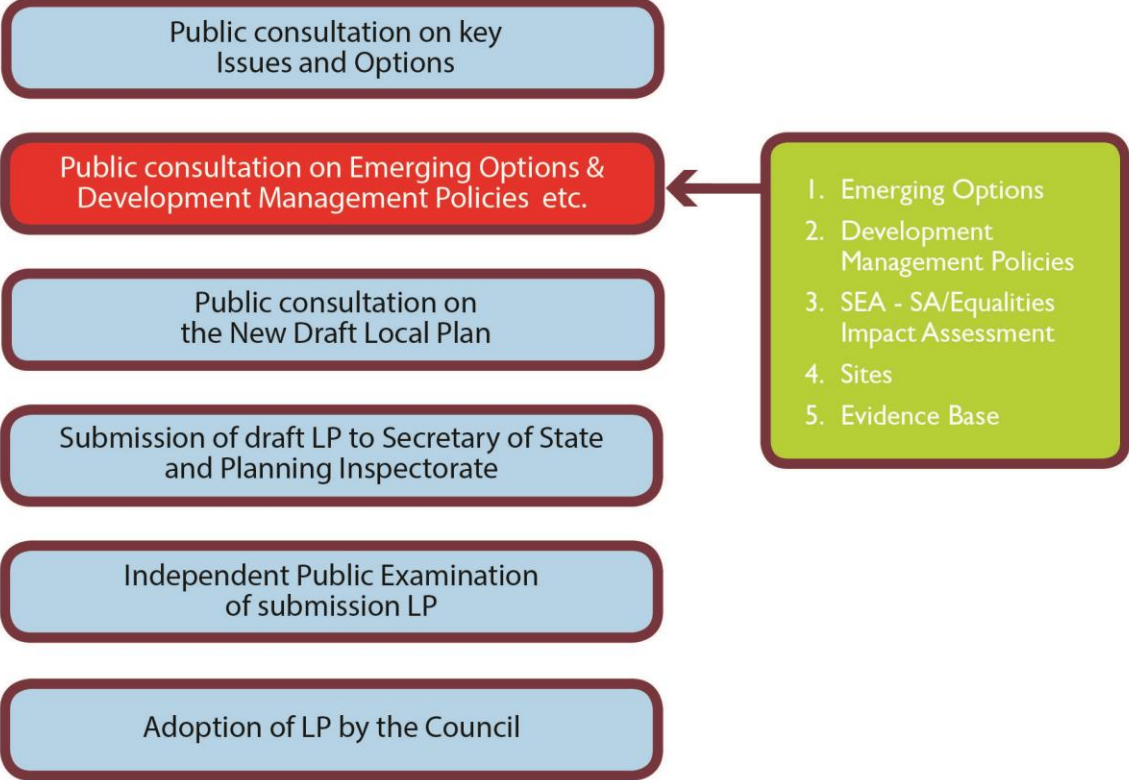 Public consultation on key
Issues and Options
Public consultation on Emerging Options &
Development Management Policies etc.
1. Emerging Options
2. Development
Management Policies
3. SEA - SA/Equalities
Impact Assessment
4. Sites
5. Evidence Base
Public consultation on
the New Draft Local Plan
Submission of draft LP to Secretary of State
and Planning Inspectorate
Independent Public Examination
of submission LP
Adoption of LP by the Council